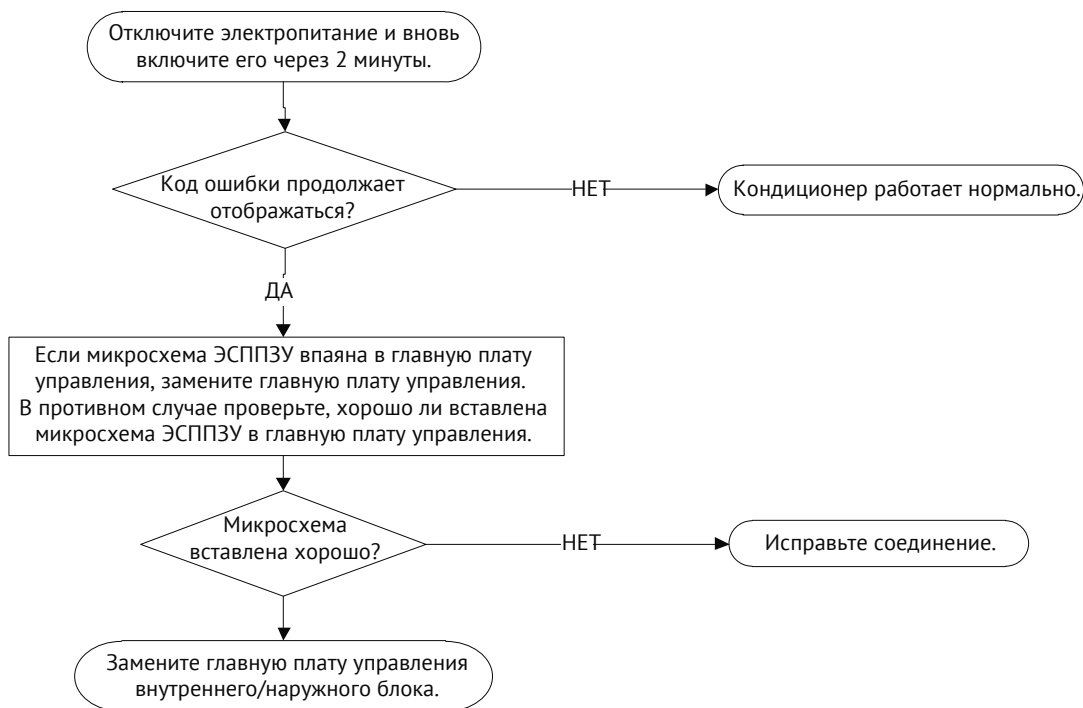 Отключите электропитание и вновь
включите его через 2 минуты.
Код ошибки продолжает
отображаться?
НЕТ
Кондиционер работает нормально.
ДА
Если микросхема ЭСППЗУ впаяна в главную плату
управления, замените главную плату управления.
В противном случае проверьте, хорошо ли вставлена
микросхема ЭСППЗУ в главную плату управления.
Микросхема
вставлена хорошо?
НЕТ
Исправьте соединение.
Замените главную плату управления
внутреннего/наружного блока.